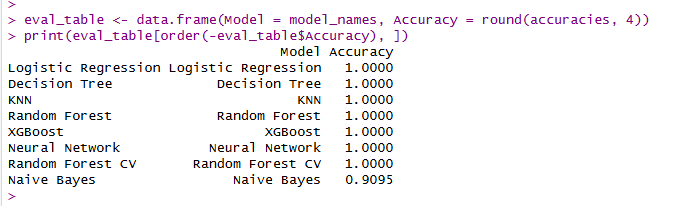 >
> eval_table <- data.frame(Model = model_names, Accuracy = round(accuracies, 4))
> print(eval_table[order(-eval_table$Accuracy), ])
                                  Model Accuracy
Logistic Regression Logistic Regression   1.0000
Decision Tree             Decision Tree   1.0000
KNN                                 KNN   1.0000
Random Forest             Random Forest   1.0000
XGBoost                         XGBoost   1.0000
Neural Network           Neural Network   1.0000
Random Forest CV       Random Forest CV   1.0000
Naive Bayes                 Naive Bayes   0.9095
>